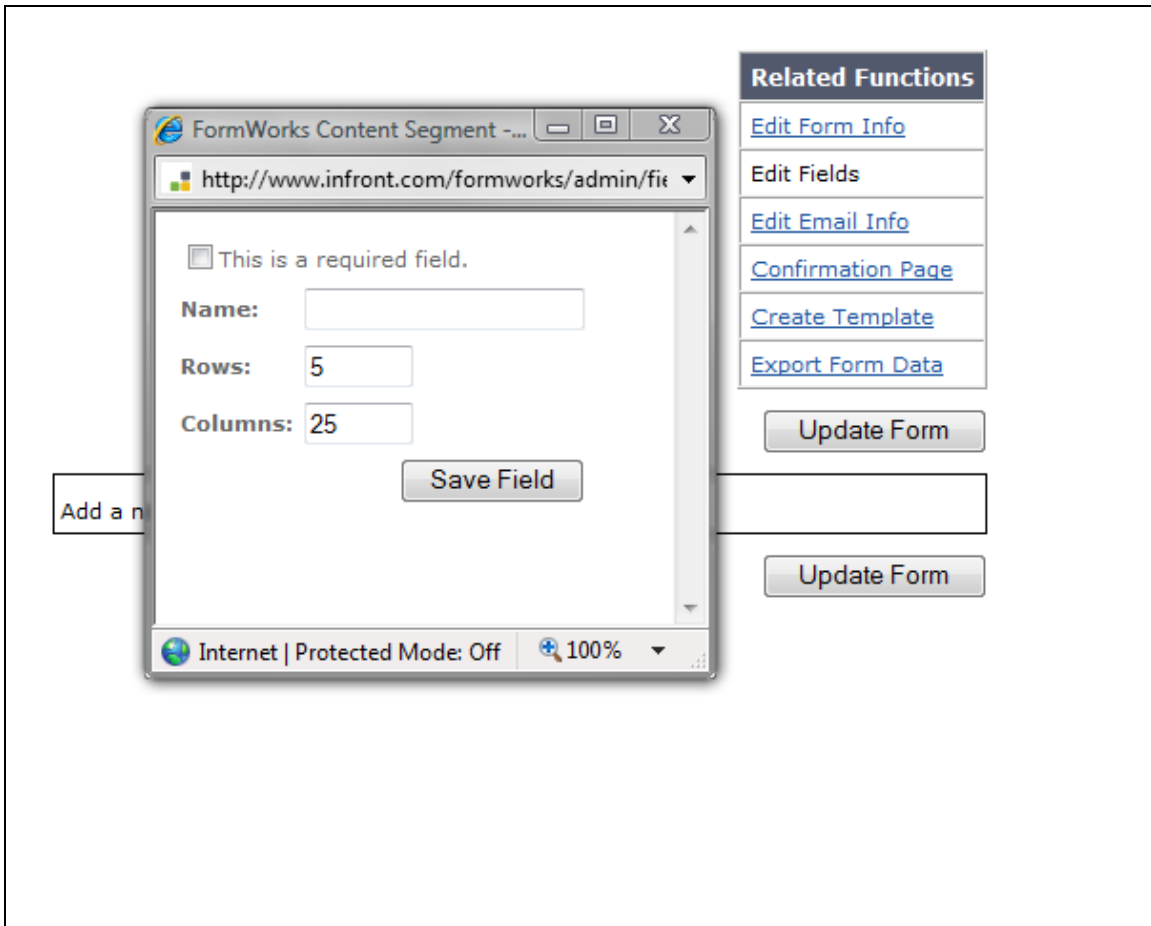 Related Functions
Edit Form Info
Edit Fields
Edit Email Info
Confirmation Page
Create Template
Export Form Data
Update Form
FormWorks Content Segment -...
http://www.infront.com/formworks/admin/fie
This is a required field.
Name:
Rows: 5
Columns: 25
Save Field
Add a
Update Form
Internet | Protected Mode: Off 100%